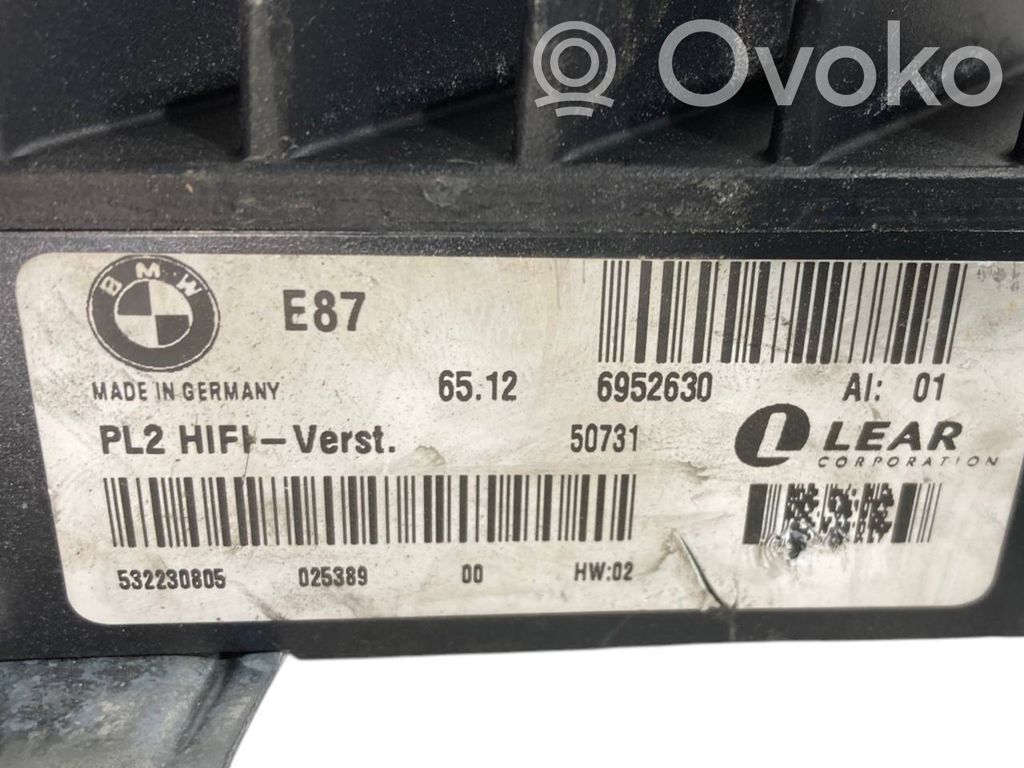 Ovoko
BMW
E87
MADE IN GERMANY 65.12 6952630 AI: 01
PL2 HIFI-Verst. 50731 LEAR
CORPORATION
532230805 025389 00 HW:02